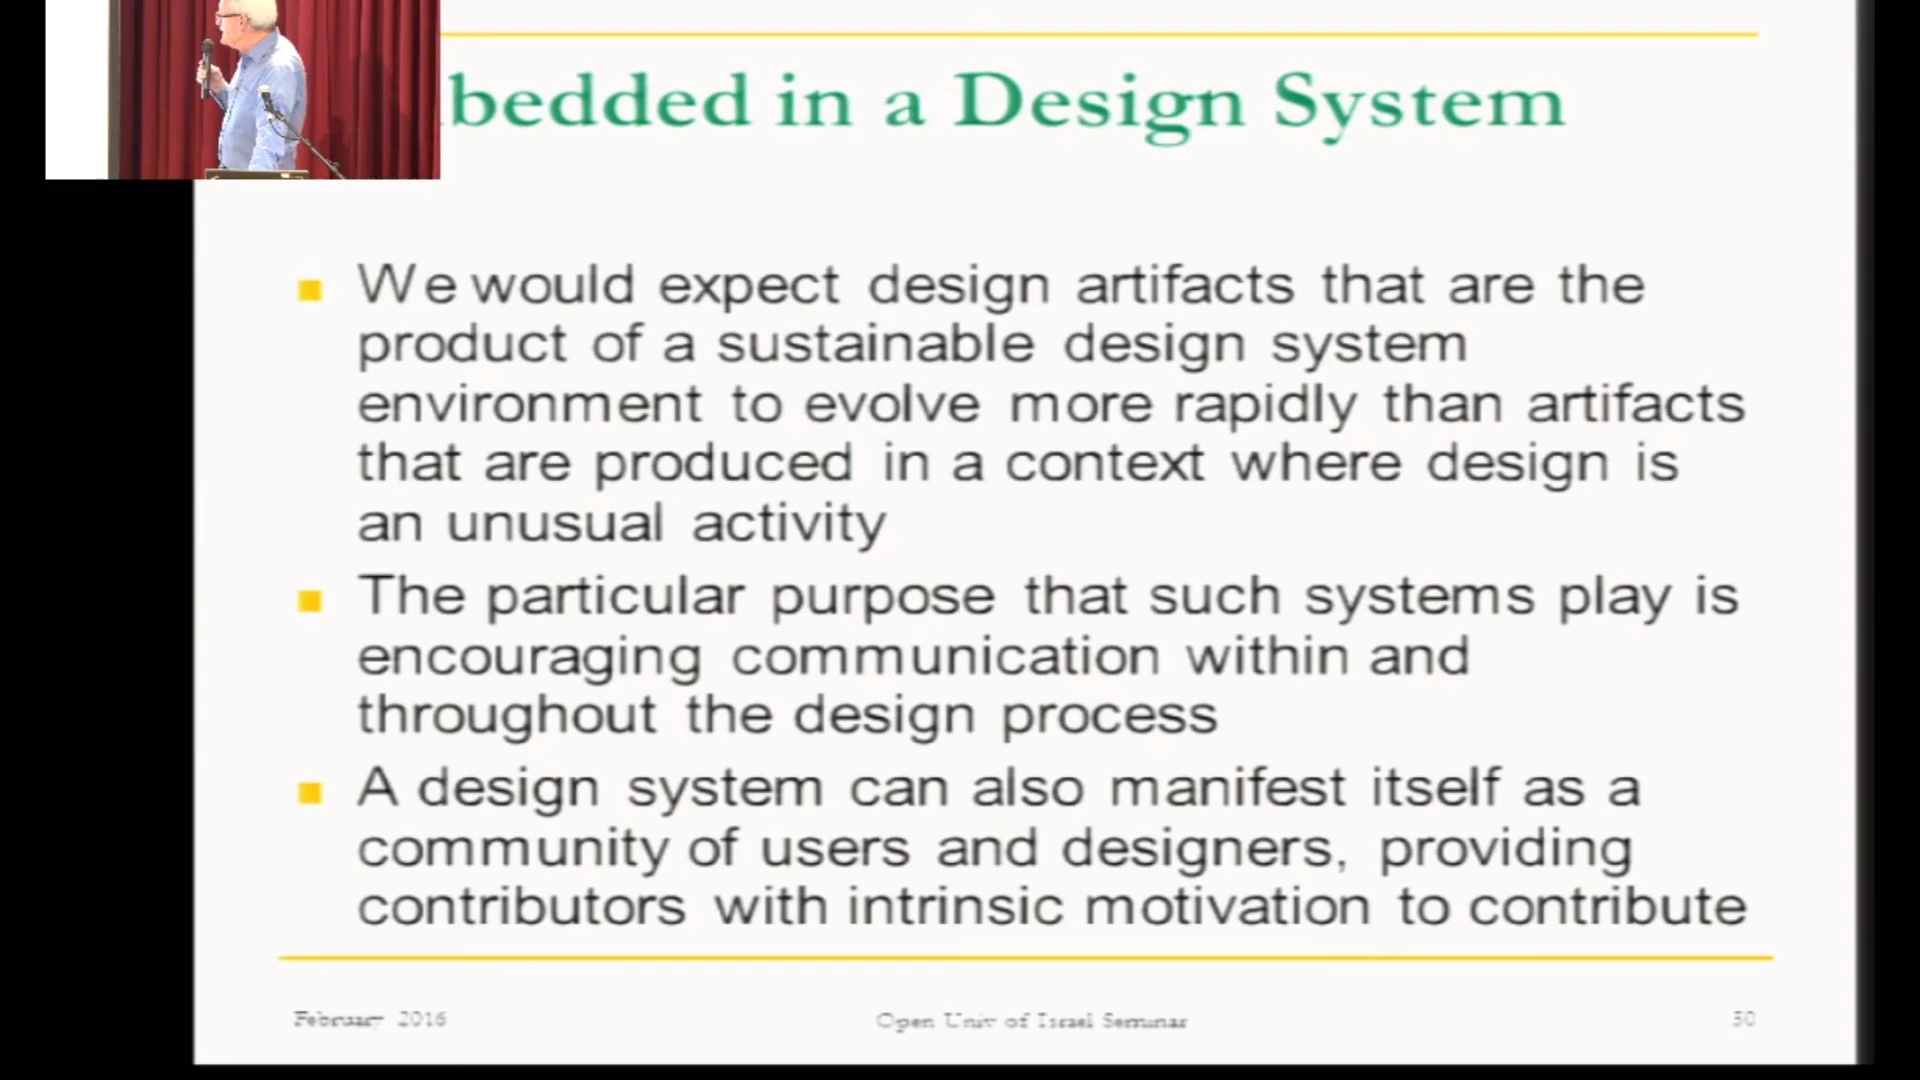 bedded in a Design System
We would expect design artifacts that are the
product of a sustainable design system
environment to evolve more rapidly than artifacts
that are produced in a context where design is
an unusual activity
The particular purpose that such systems play is
encouraging communication within and
throughout the design process
A design system can also manifest itself as a
community of users and designers, providing
contributors with intrinsic motivation to contribute
February 2016
Open Univ of Israel Seminar
50